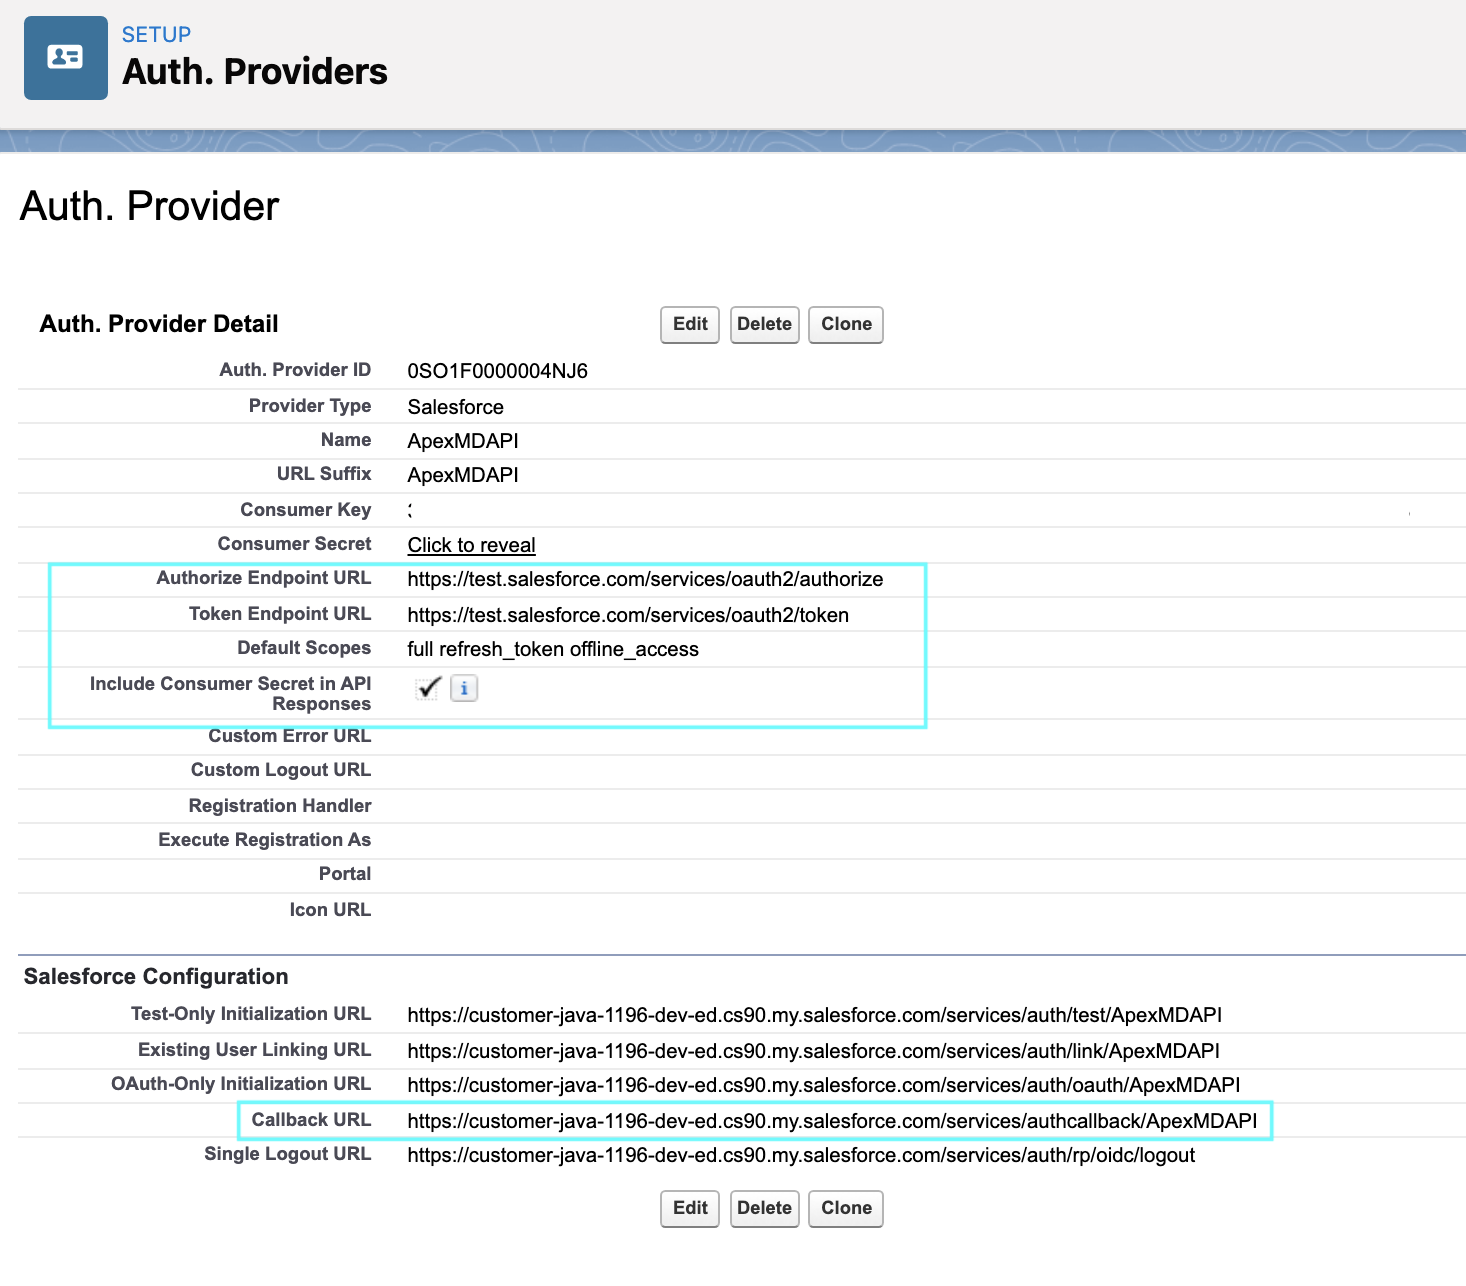 SETUP
Auth. Providers
Auth. Provider
Auth. Provider Detail
Edit Delete Clone
Auth. Provider ID 0SO1F0000004NJ6
Provider Type Salesforce
Name ApexMDAPI
URL Suffix ApexMDAPI
Consumer Key
Consumer Secret Click to reveal
Authorize Endpoint URL https://test.salesforce.com/services/oauth2/authorize
Token Endpoint URL https://test.salesforce.com/services/oauth2/token
Default Scopes full refresh_token offline_access
Include Consumer Secret in API
Responses
Custom Error URL
Custom Logout URL
Registration Handler
Execute Registration As
Portal
Icon URL
Salesforce Configuration
Test-Only Initialization URL https://customer-java-1196-dev-ed.cs90.my.salesforce.com/services/auth/test/ApexMDAPI
Existing User Linking URL https://customer-java-1196-dev-ed.cs90.my.salesforce.com/services/auth/link/ApexMDAPI
OAuth-Only Initialization URL https://customer-java-1196-dev-ed.cs90.my.salesforce.com/services/auth/oauth/ApexMDAPI
Callback URL https://customer-java-1196-dev-ed.cs90.my.salesforce.com/services/authcallback/ApexMDAPI
Single Logout URL https://customer-java-1196-dev-ed.cs90.my.salesforce.com/services/auth/rp/oidc/logout
Edit Delete Clone